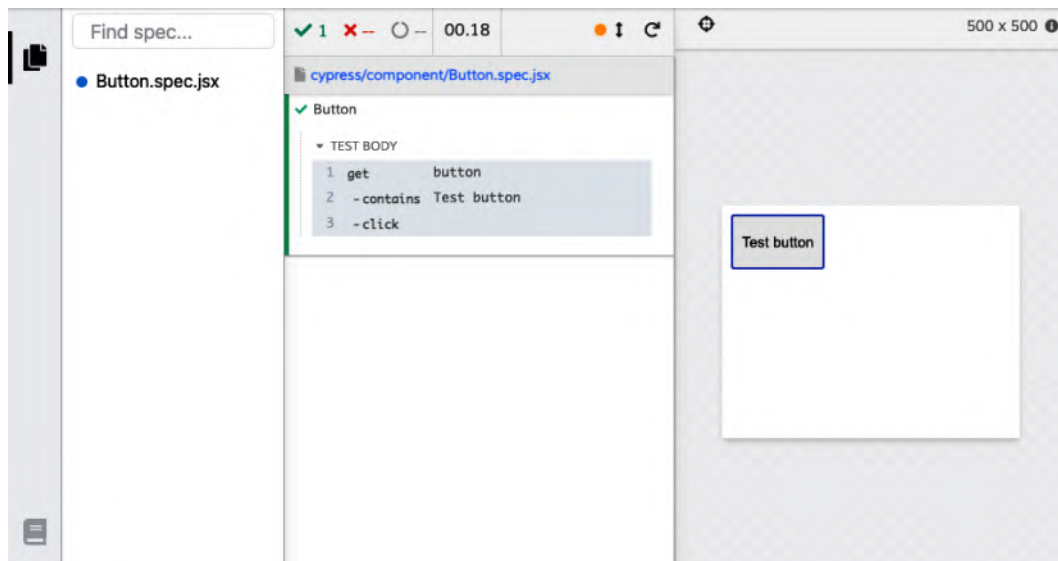 Find spec...
Button.spec.jsx
1 -- -- 00.18
cypress/component/Button.spec.jsx
Button
TEST BODY
1 get button
2 -contains Test button
3 -click
500 x 500
Test button